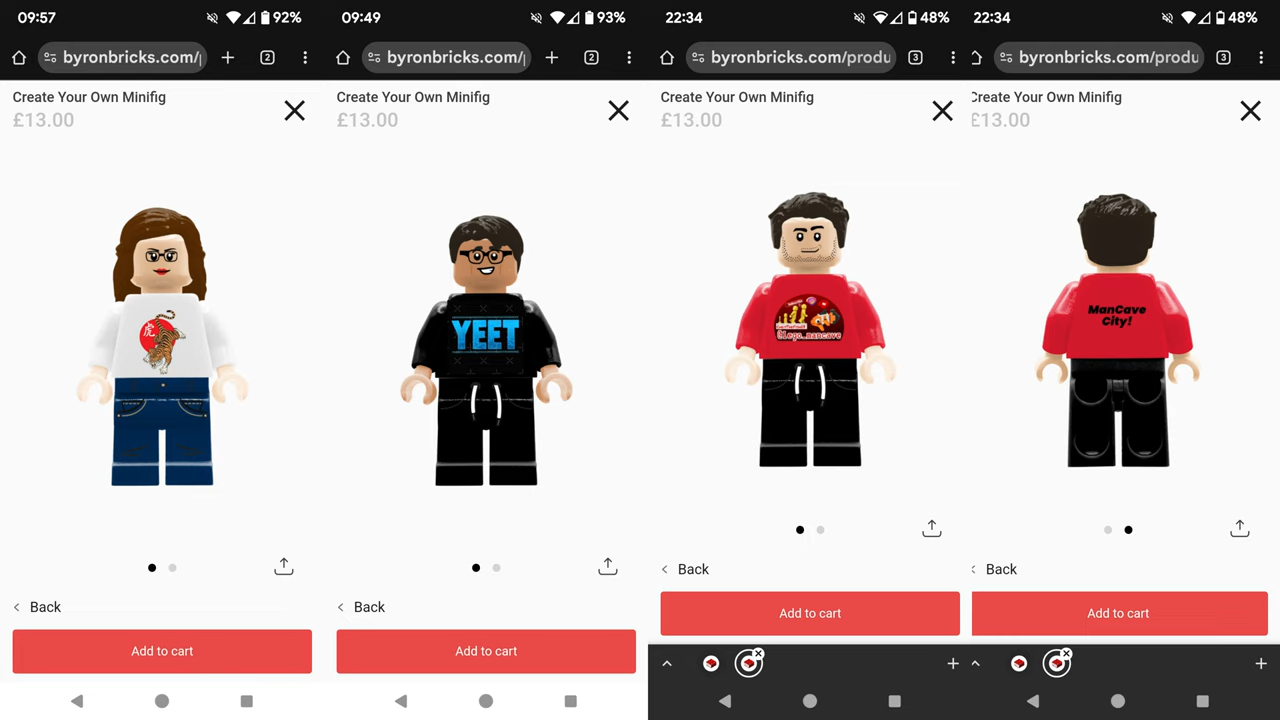 09:57
92%
byronbricks.com/p
2
Create Your Own Minifig
£13.00
虎
Back
Add to cart
09:49
93%
byronbricks.com/p
2
Create Your Own Minifig
£13.00
YEET
Back
Add to cart
22:34
48%
byronbricks.com/produ
3
Create Your Own Minifig
£13.00
@lego_mancave
Back
Add to cart
22:34
48%
byronbricks.com/produ
3
Create Your Own Minifig
£13.00
ManCave
City!
Back
Add to cart